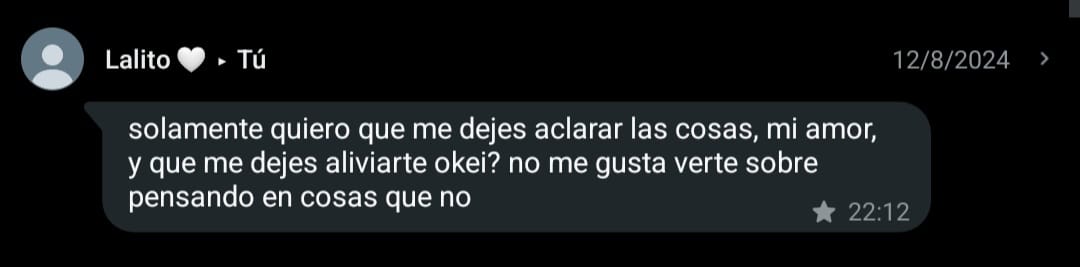 Lalito 🤍 ▸ Tú 12/8/2024
solamente quiero que me dejes aclarar las cosas, mi amor,
y que me dejes aliviarte okei? no me gusta verte sobre
pensando en cosas que no
22:12